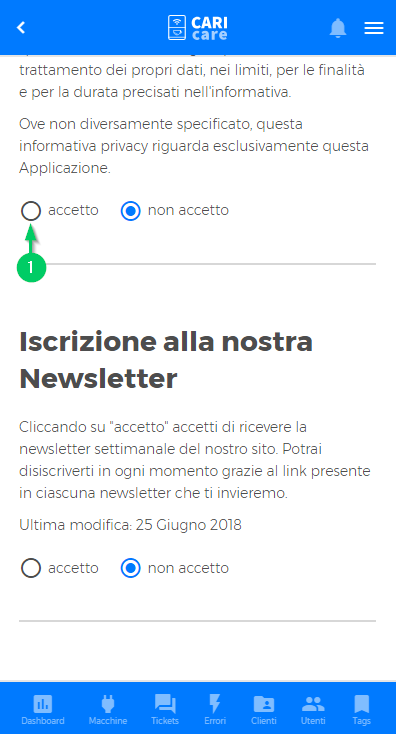 CARI
care
trattamento dei propri dati, nei limiti, per le finalità
e per la durata precisati nell'informativa.
Ove non diversamente specificato, questa
informativa privacy riguarda esclusivamente questa
Applicazione.
accetto non accetto
1
Iscrizione alla nostra
Newsletter
Cliccando su "accetto" accetti di ricevere la
newsletter settimanale del nostro sito. Potrai
disiscriverti in ogni momento grazie al link presente
in ciascuna newsletter che ti invieremo.
Ultima modifica: 25 Giugno 2018
accetto non accetto
Dashboard Macchine Tickets Errori Clienti Utenti Tags